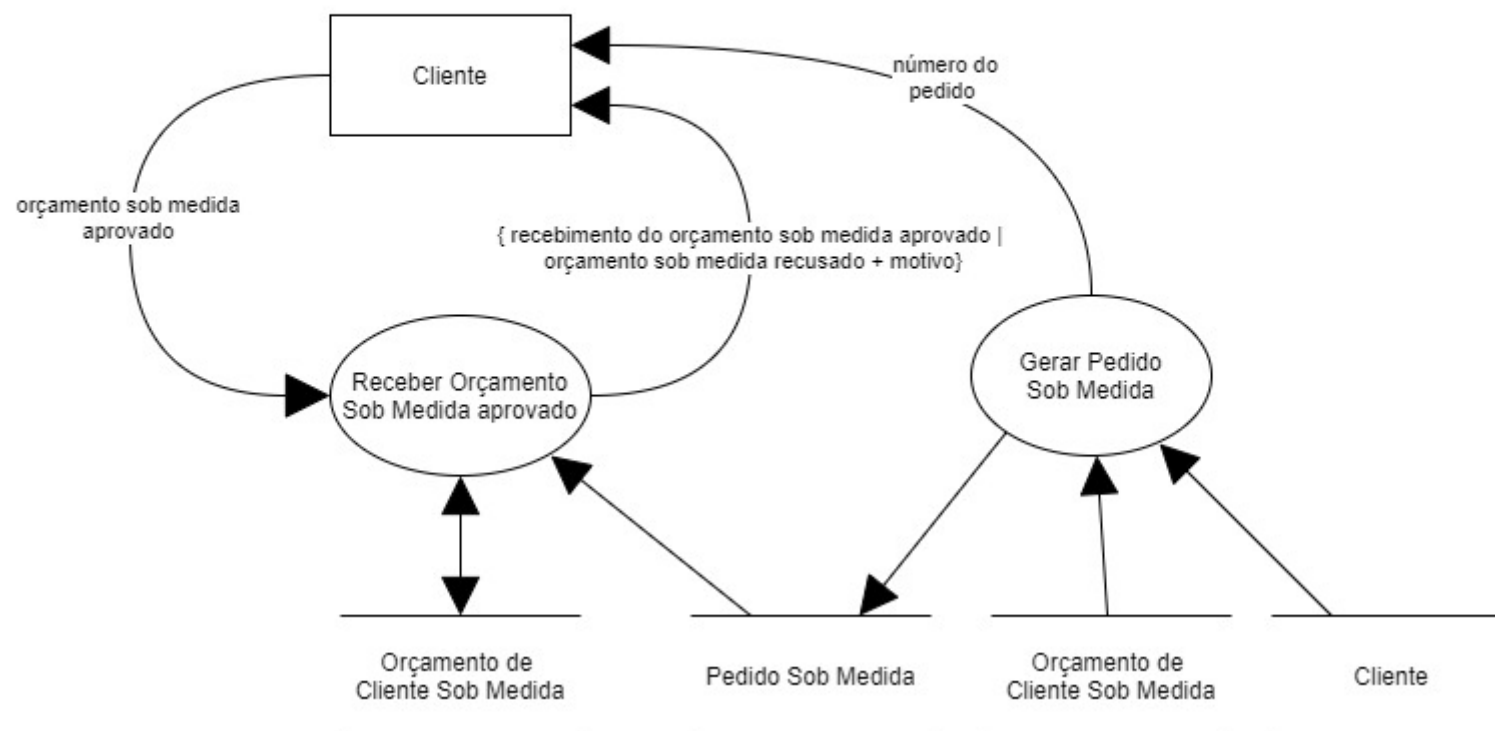 Cliente
número do
pedido
orçamento sob medida
aprovado
{ recebimento do orçamento sob medida aprovado |
orçamento sob medida recusado + motivo}
Receber Orçamento
Sob Medida aprovado
Gerar Pedido
Sob Medida
Orçamento de
Cliente Sob Medida
Pedido Sob Medida
Orçamento de
Cliente Sob Medida
Cliente